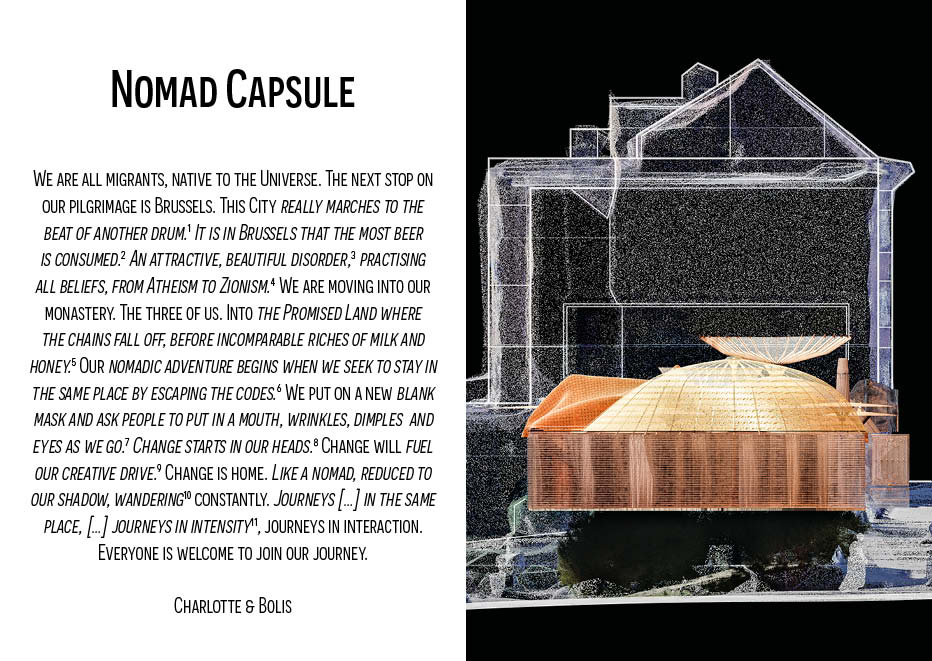 Nomad Capsule
We are all migrants, native to the Universe. The next stop on
our pilgrimage is Brussels. This City really marches to the
beat of another drum.¹ It is in Brussels that the most beer
is consumed.² An attractive, beautiful disorder,³ practising
all beliefs, from Atheism to Zionism.⁴ We are moving into our
monastery. The three of us. Into the Promised Land where
the chains fall off, before incomparable riches of milk and
honey.⁵ Our nomadic adventure begins when we seek to stay in
the same place by escaping the codes.⁶ We put on a new blank
mask and ask people to put in a mouth, wrinkles, dimples and
eyes as we go.⁷ Change starts in our heads.⁸ Change will fuel
our creative drive.⁹ Change is home. Like a nomad, reduced to
our shadow, wandering¹⁰ constantly. Journeys [...] in the same
place, [...] journeys in intensity¹¹, journeys in interaction.
Everyone is welcome to join our journey.
Charlotte & Bolis